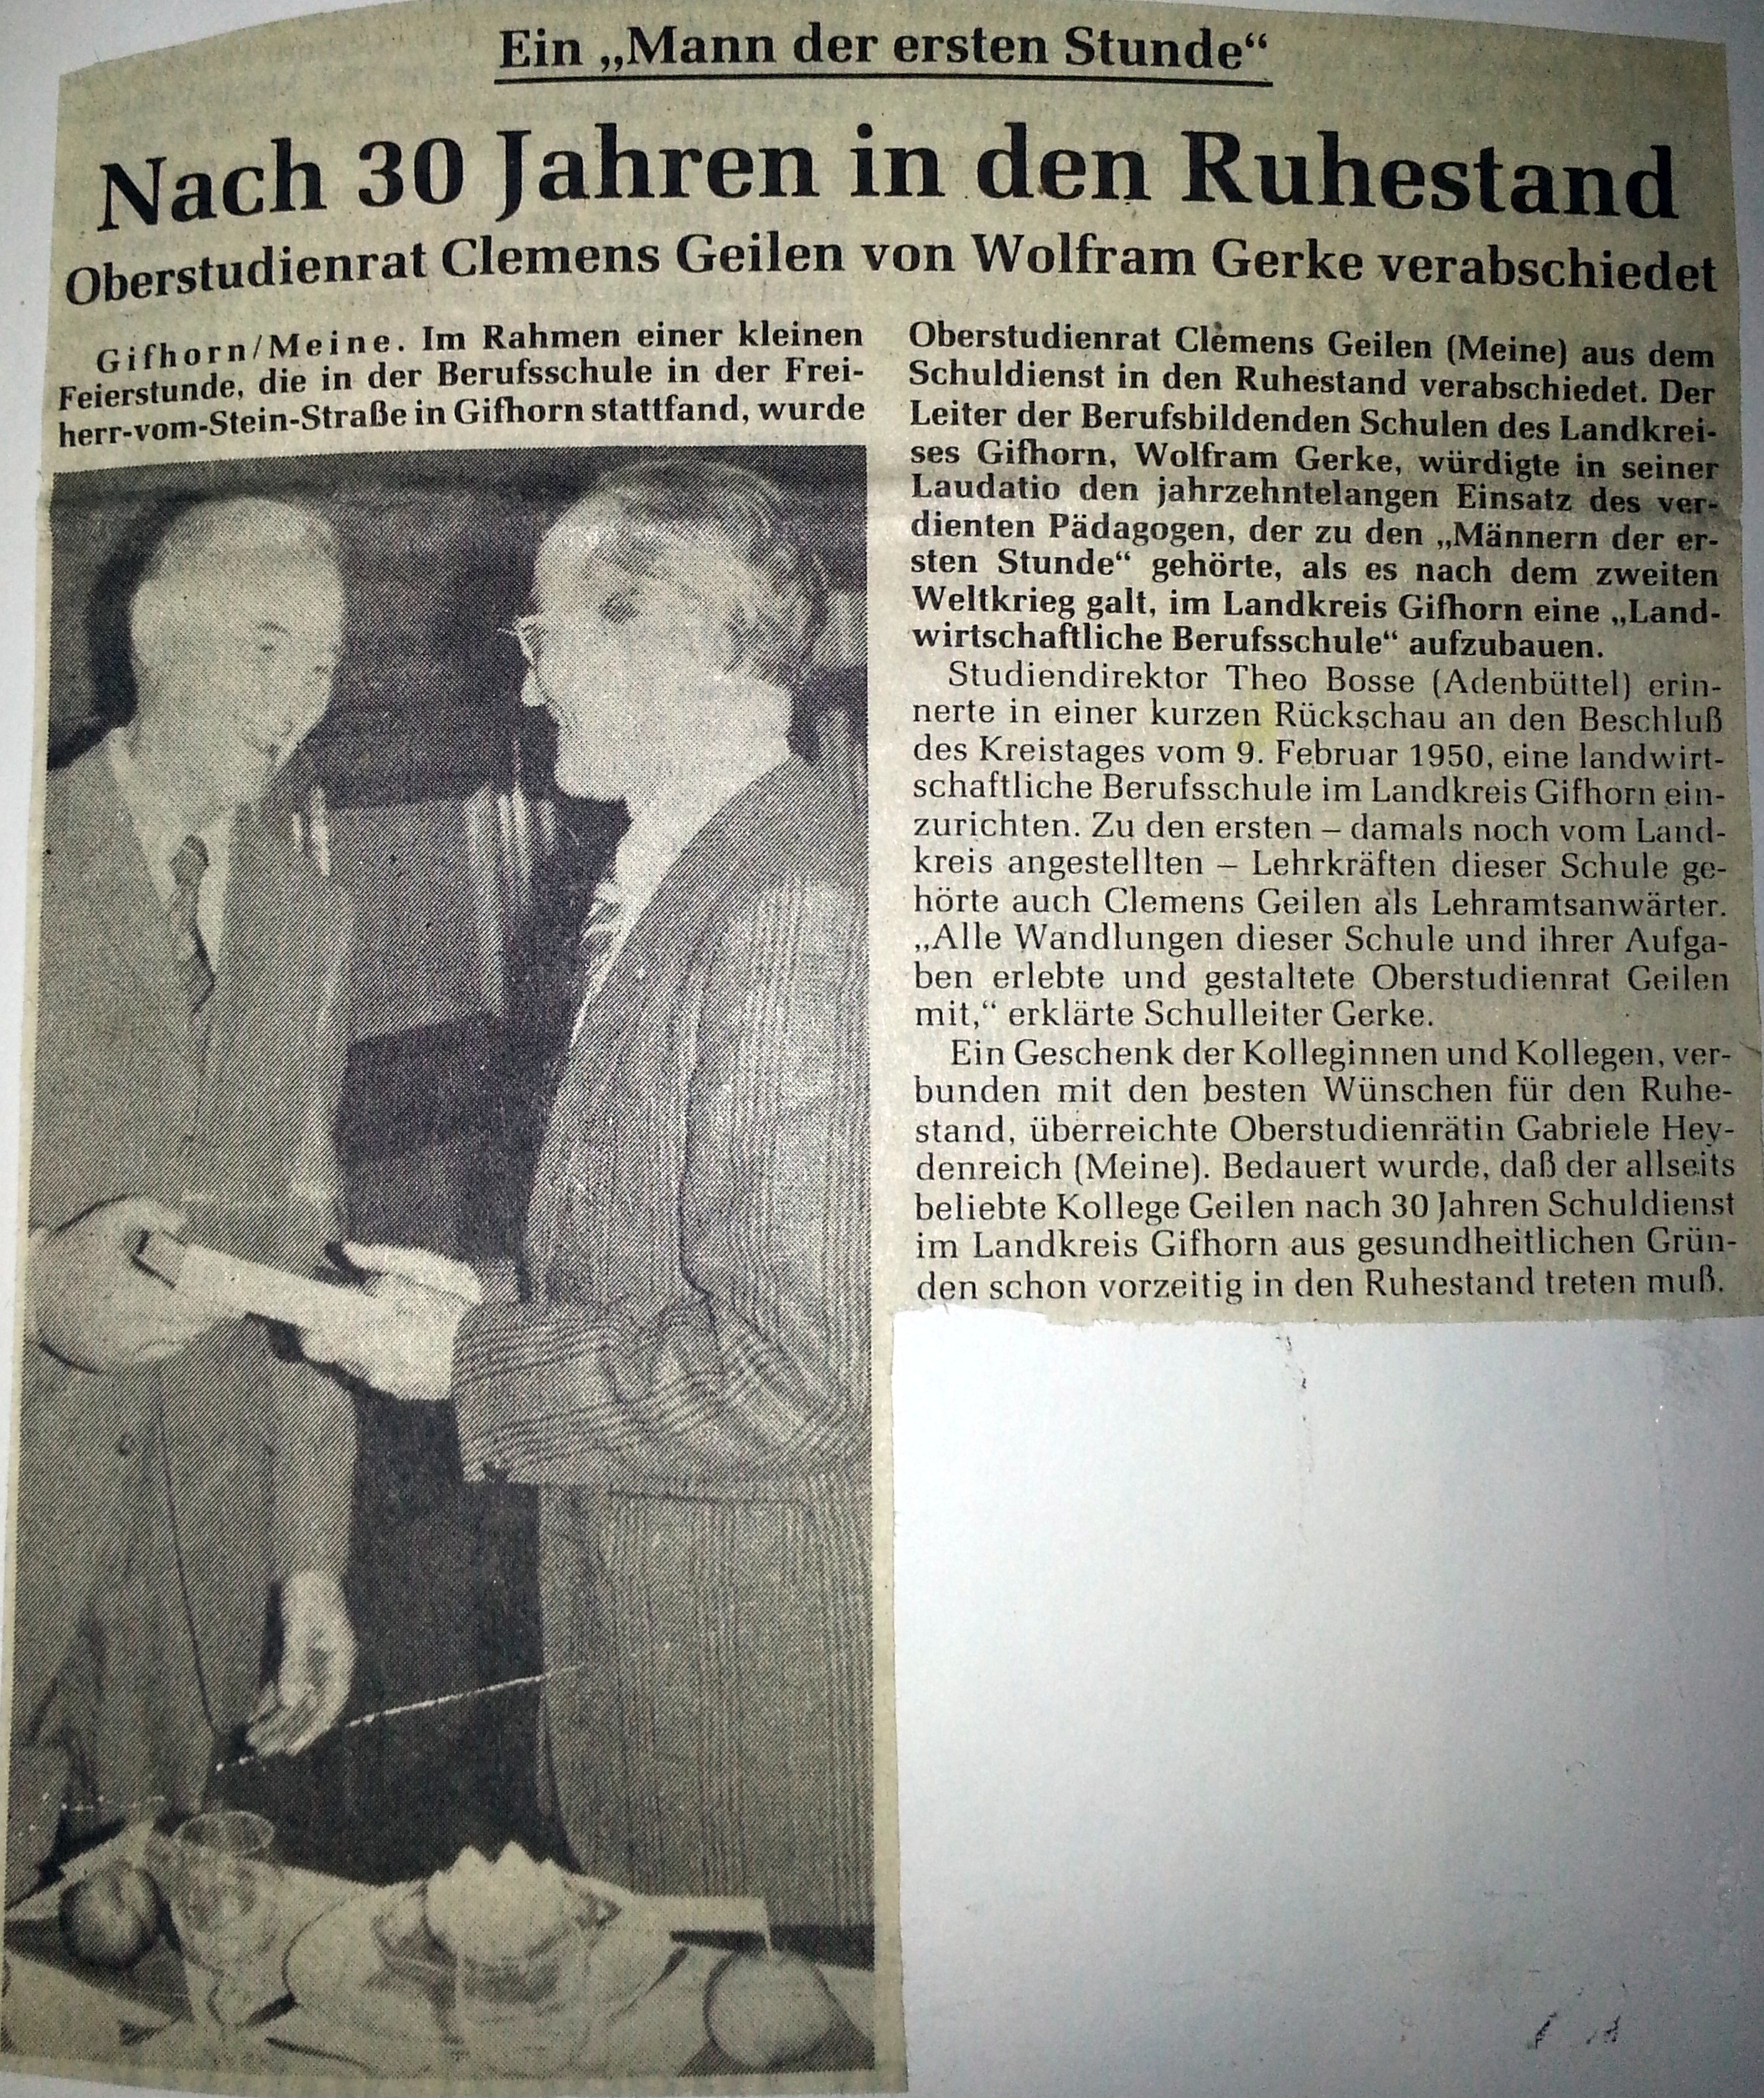 Ein „Mann der ersten Stunde“
Nach 30 Jahren in den Ruhestand
Oberstudienrat Clemens Geilen von Wolfram Gerke verabschiedet
Gifhorn/Meine. Im Rahmen einer kleinen
Feierstunde, die in der Berufsschule in der Frei-
herr-vom-Stein-Straße in Gifhorn stattfand, wurde
Oberstudienrat Clemens Geilen (Meine) aus dem
Schuldienst in den Ruhestand verabschiedet. Der
Leiter der Berufsbildenden Schulen des Landkrei-
ses Gifhorn, Wolfram Gerke, würdigte in seiner
Laudatio den jahrzehntelangen Einsatz des ver-
dienten Pädagogen, der zu den „Männern der er-
sten Stunde“ gehörte, als es nach dem zweiten
Weltkrieg galt, im Landkreis Gifhorn eine „Land-
wirtschaftliche Berufsschule“ aufzubauen.
Studiendirektor Theo Bosse (Adenbüttel) erin-
nerte in einer kurzen Rückschau an den Beschluß
des Kreistages vom 9. Februar 1950, eine landwirt-
schaftliche Berufsschule im Landkreis Gifhorn ein-
zurichten. Zu den ersten – damals noch vom Land-
kreis angestellten – Lehrkräften dieser Schule ge-
hörte auch Clemens Geilen als Lehramtsanwärter.
„Alle Wandlungen dieser Schule und ihrer Aufga-
ben erlebte und gestaltete Oberstudienrat Geilen
mit,“ erklärte Schulleiter Gerke.
Ein Geschenk der Kolleginnen und Kollegen, ver-
bunden mit den besten Wünschen für den Ruhe-
stand, überreichte Oberstudienrätin Gabriele Hey-
denreich (Meine). Bedauert wurde, daß der allseits
beliebte Kollege Geilen nach 30 Jahren Schuldienst
im Landkreis Gifhorn aus gesundheitlichen Grün-
den schon vorzeitig in den Ruhestand treten muß.